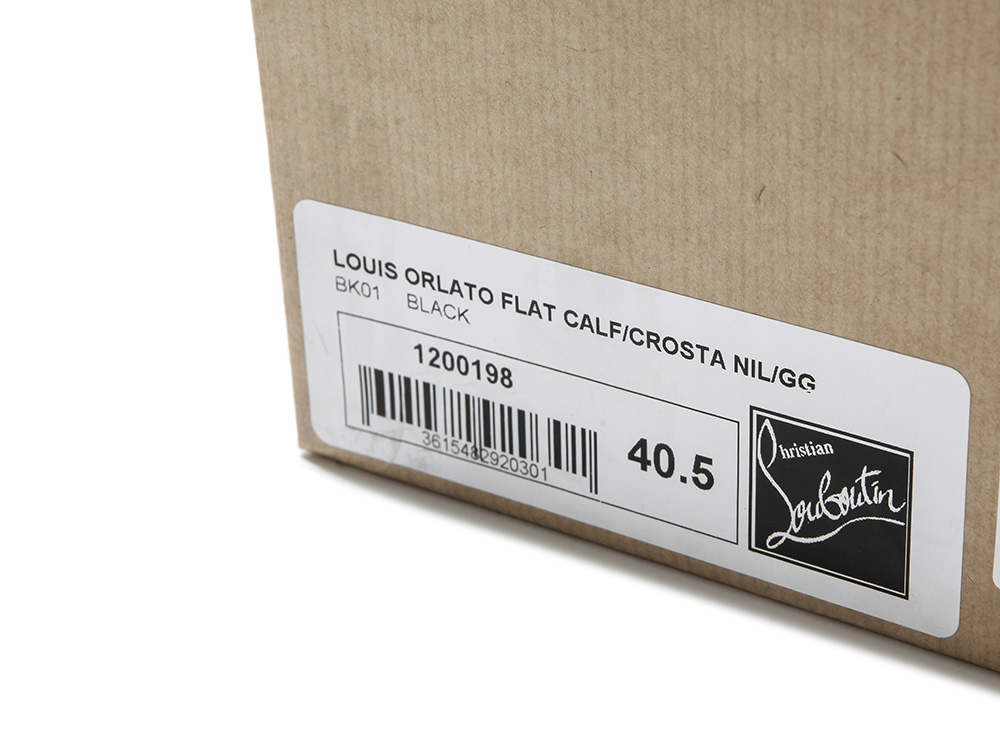 LOUIS ORLATO FLAT CALF/CROSTA NIL/GG
BK01 BLACK
1200198
3615482920301
40.5
Christian
Louboutin